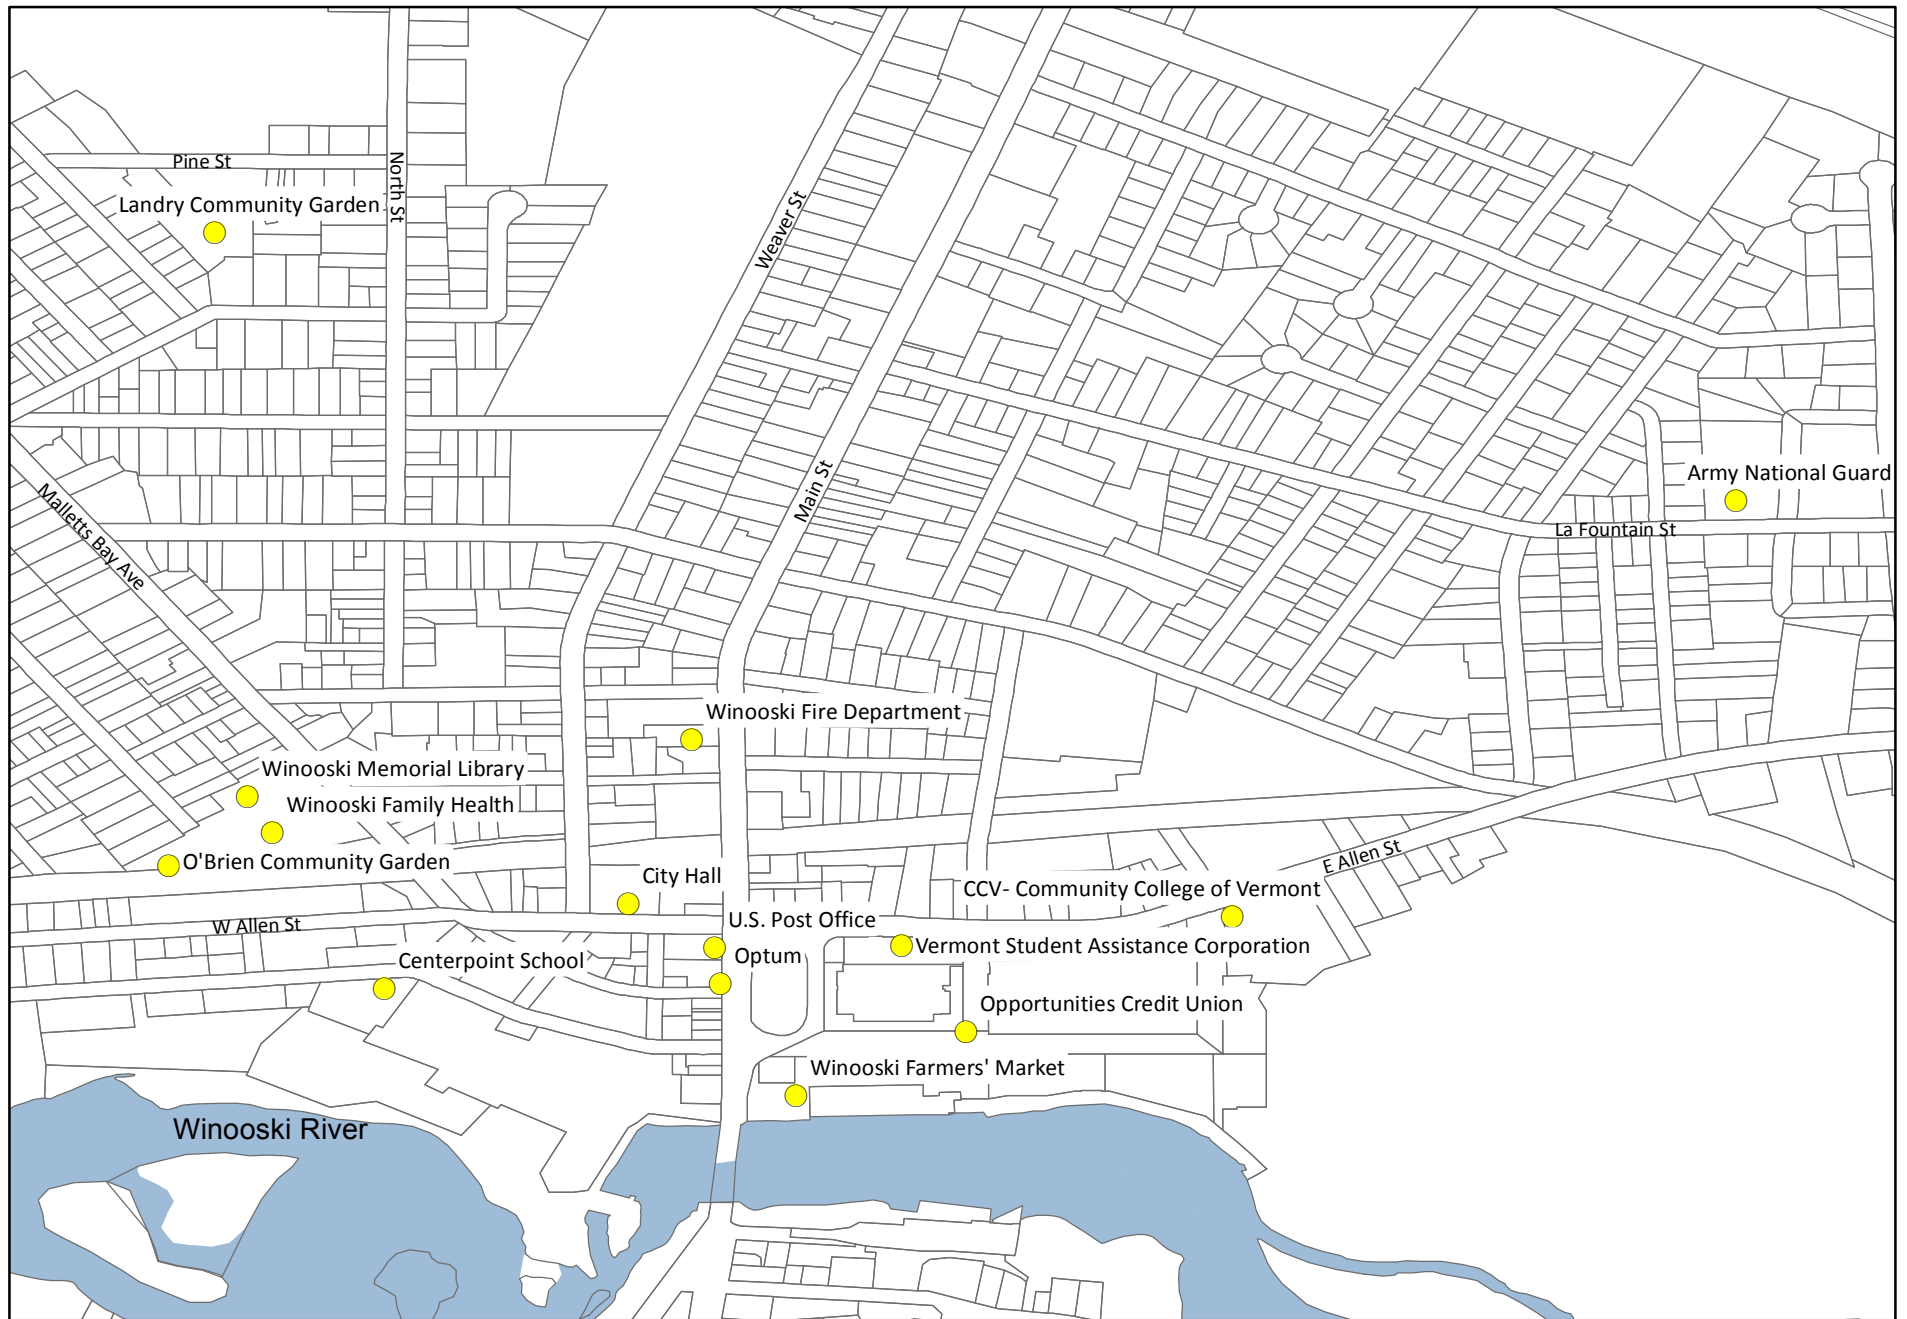 Pine St
North St
Landry Community Garden
Weaver St
Main St
Malletts Bay Ave
Army National Guard
La Fountain St
Winooski Fire Department
Winooski Memorial Library
Winooski Family Health
O'Brien Community Garden
E Allen St
City Hall
CCV- Community College of Vermont
W Allen St
U.S. Post Office
Vermont Student Assistance Corporation
Optum
Centerpoint School
Opportunities Credit Union
Winooski Farmers' Market
Winooski River